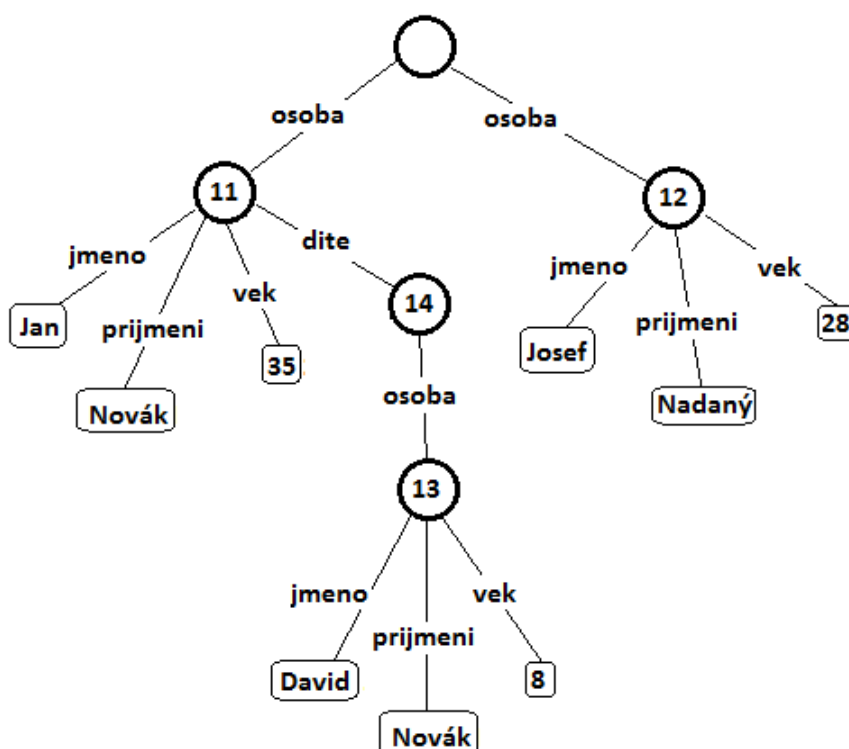 osoba
osoba
11
12
jmeno
dite
jmeno
vek
vek
14
Jan
prijmeni
prijmeni
28
35
Josef
osoba
Novák
Nadaný
13
jmeno
vek
prijmeni
David
8
Novák